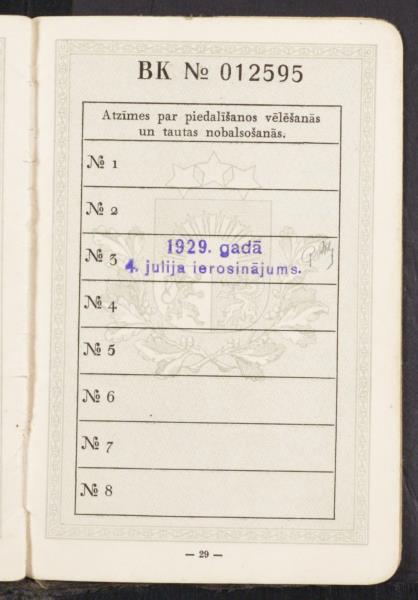 BK № 012595
Atzīmes par piedalīšanos vēlēšanās
un tautas nobalsošanās.
№ 1
№ 2
№ 3 1929. gadā
4. julija ierosinājums.
№ 4
№ 5
№ 6
№ 7
№ 8
— 29 —